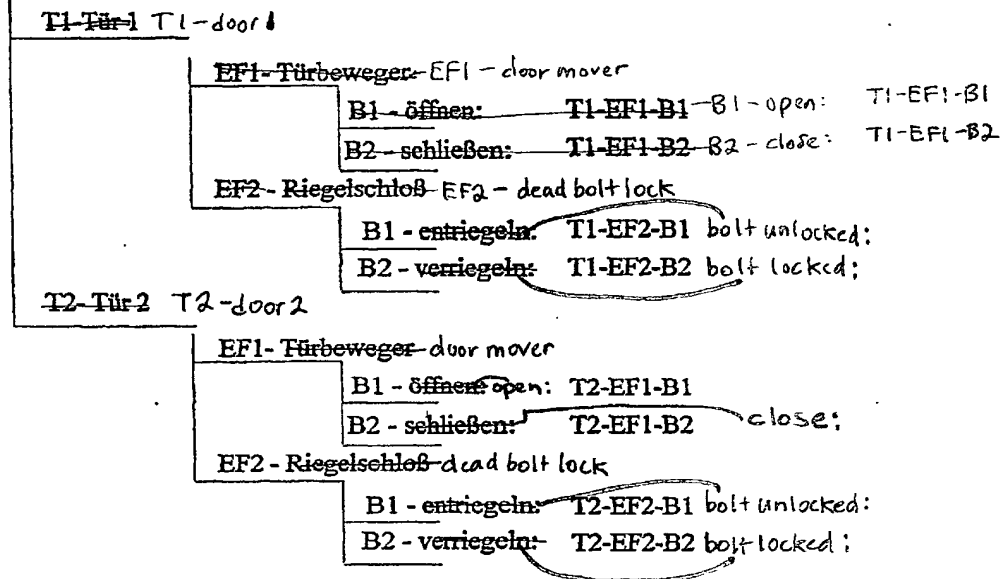 T1-Tür-1 T1-door1
EF1-Türbeweger EF1-door mover
B1-öffnen: T1-EF1-B1 B1-open: T1-EF1-B1
B2-schließen: T1-EF1-B2 B2-close: T1-EF1-B2
EF2-Riegelschloß EF2-dead bolt lock
B1-entriegeln: T1-EF2-B1 bolt unlocked:
B2-verriegeln: T1-EF2-B2 bolt locked:
T2-Tür 2 T2-door2
EF1-Türbeweger door mover
B1-öffnen: open: T2-EF1-B1
B2-schließen: T2-EF1-B2 close:
EF2-Riegelschloß dead bolt lock
B1-entriegeln: T2-EF2-B1 bolt unlocked:
B2-verriegeln: T2-EF2-B2 bolt locked: